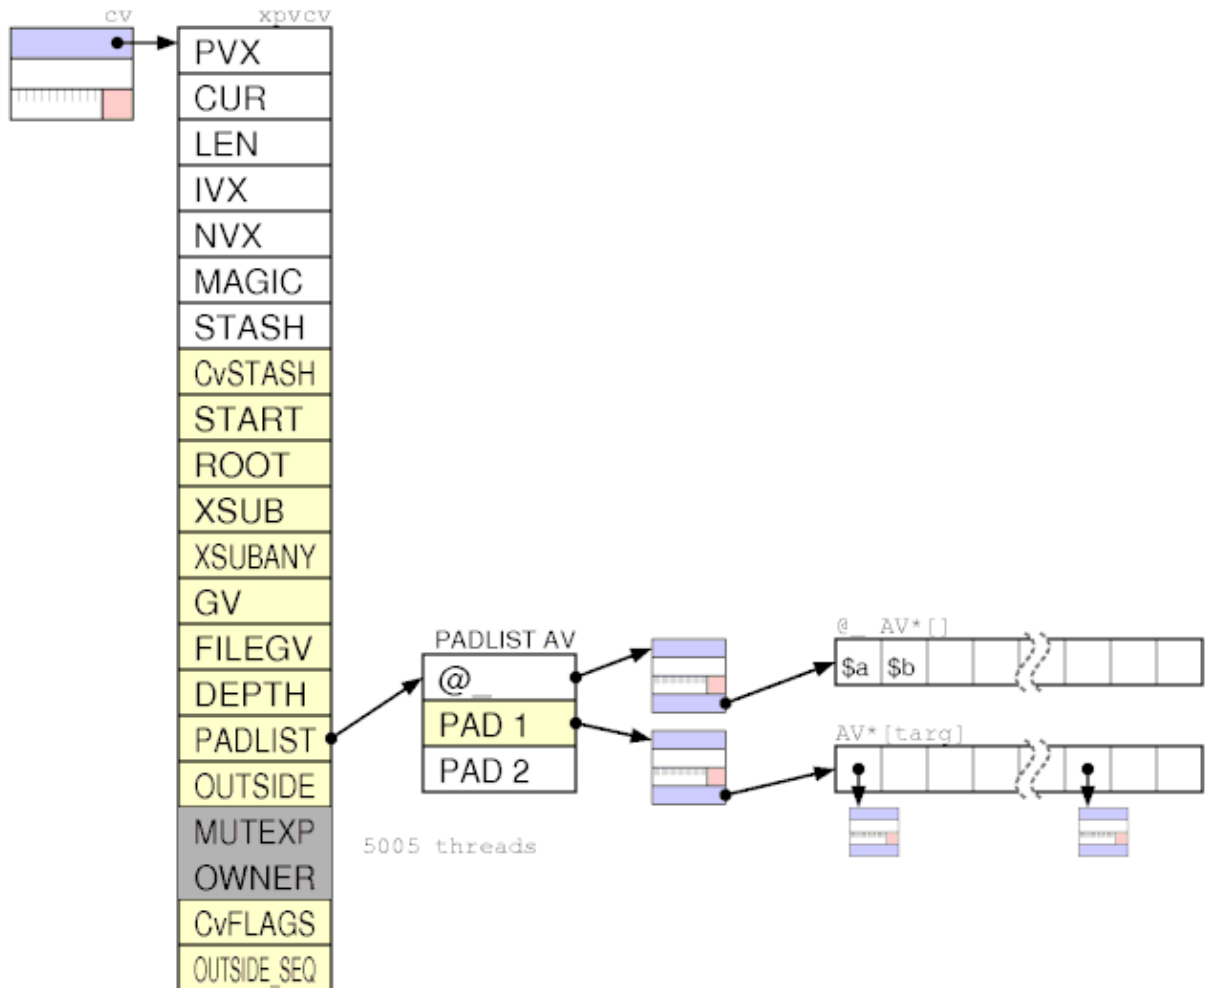 cv
xpvcv
PVX
CUR
LEN
IVX
NVX
MAGIC
STASH
CvSTASH
START
ROOT
XSUB
XSUBANY
GV
FILEGV
DEPTH
PADLIST
OUTSIDE
MUTEXP
OWNER
CvFLAGS
OUTSIDE_SEQ
5005 threads
PADLIST AV
@_
PAD 1
PAD 2
@_ AV*[]
$a $b
AV*[targ]